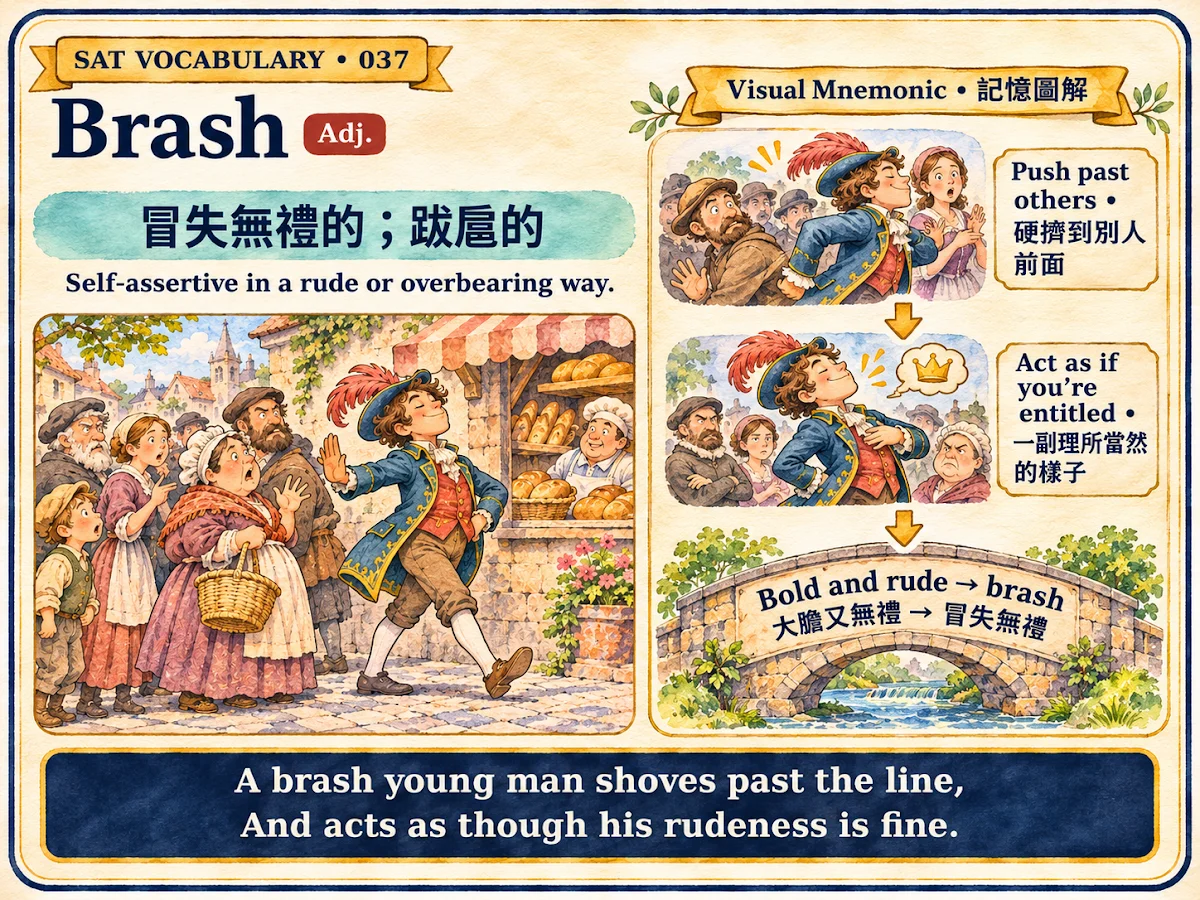 SAT VOCABULARY • 037
Brash
Adj.
冒失無禮的；跋扈的
Self-assertive in a rude or overbearing way.
Visual Mnemonic • 記憶圖解
Push past
others •
硬擠到別人
前面
Act as if
you’re
entitled •
一副理所當然
的樣子
Bold and rude → brash
大膽又無禮 → 冒失無禮
A brash young man shoves past the line,
And acts as though his rudeness is fine.